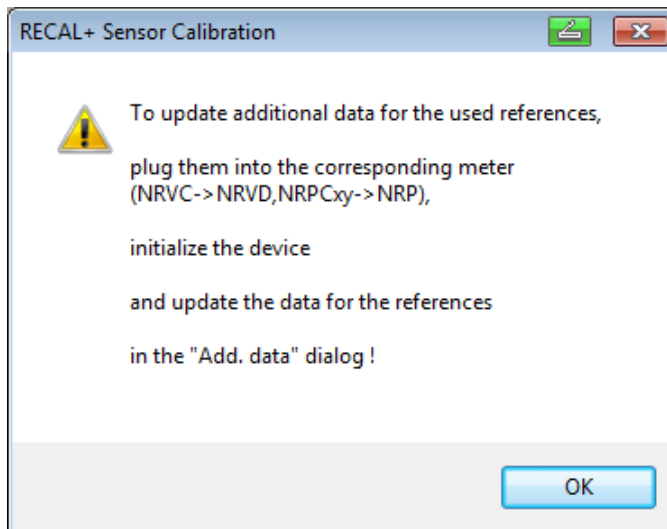 RECAL+ Sensor Calibration
To update additional data for the used references,
plug them into the corresponding meter
(NRVC->NRVD,NRPCxy->NRP),
initialize the device
and update the data for the references
in the "Add. data" dialog !
OK